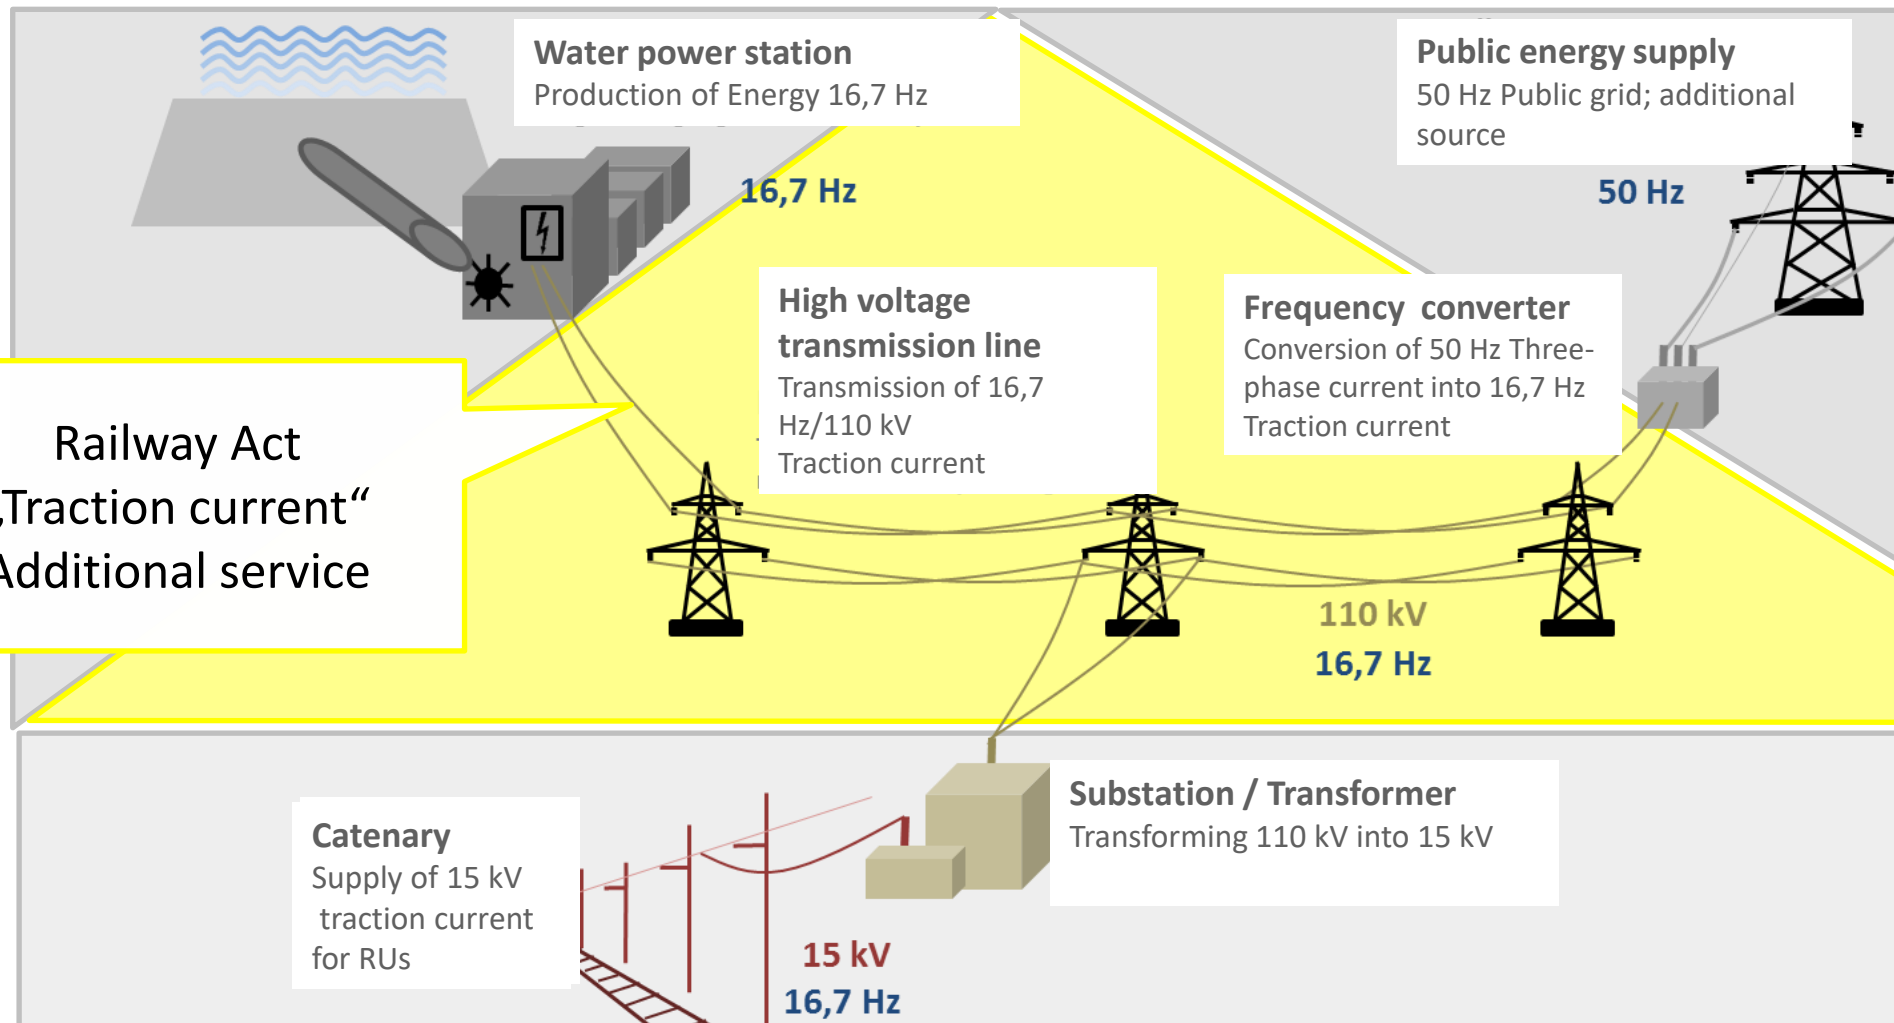 Water power station
Production of Energy 16,7 Hz
Public energy supply
50 Hz Public grid; additional
source
16,7 Hz
50 Hz
High voltage
transmission line
Transmission of 16,7
Hz/110 kV
Traction current
Frequency converter
Conversion of 50 Hz Three-
phase current into 16,7 Hz
Traction current
Railway Act
„Traction current“
Additional service
110 kV
16,7 Hz
Substation / Transformer
Transforming 110 kV into 15 kV
Catenary
Supply of 15 kV
traction current
for RUs
15 kV
16,7 Hz